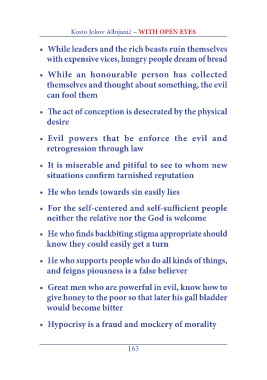 Kosto Jokov Albijanić – WITH OPEN EYES
• While leaders and the rich beasts ruin themselves
with expensive vices, hungry people dream of bread
• While an honourable person has collected
themselves and thought about something, the evil
can fool them
• The act of conception is desecrated by the physical
desire
• Evil powers that be enforce the evil and
retrogression through law
• It is miserable and pitiful to see to whom new
situations confirm tarnished reputation
• He who tends towards sin easily lies
• For the self-centered and self-sufficient people
neither the relative nor the God is welcome
• He who finds backbiting stigma appropriate should
know they could easily get a turn
• He who supports people who do all kinds of things,
and feigns piousness is a false believer
• Great men who are powerful in evil, know how to
give honey to the poor so that later his gall bladder
would become bitter
• Hypocrisy is a fraud and mockery of morality
163